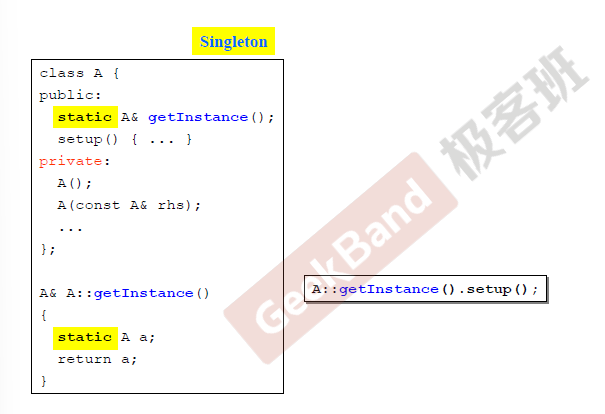 Singleton
class A {
public:
  static A& getInstance();
  setup() { ... }
private:
  A();
  A(const A& rhs);
  ...
};
A& A::getInstance()
{
  static A a;
  return a;
}
A::getInstance().setup();
GeekBand 极客班